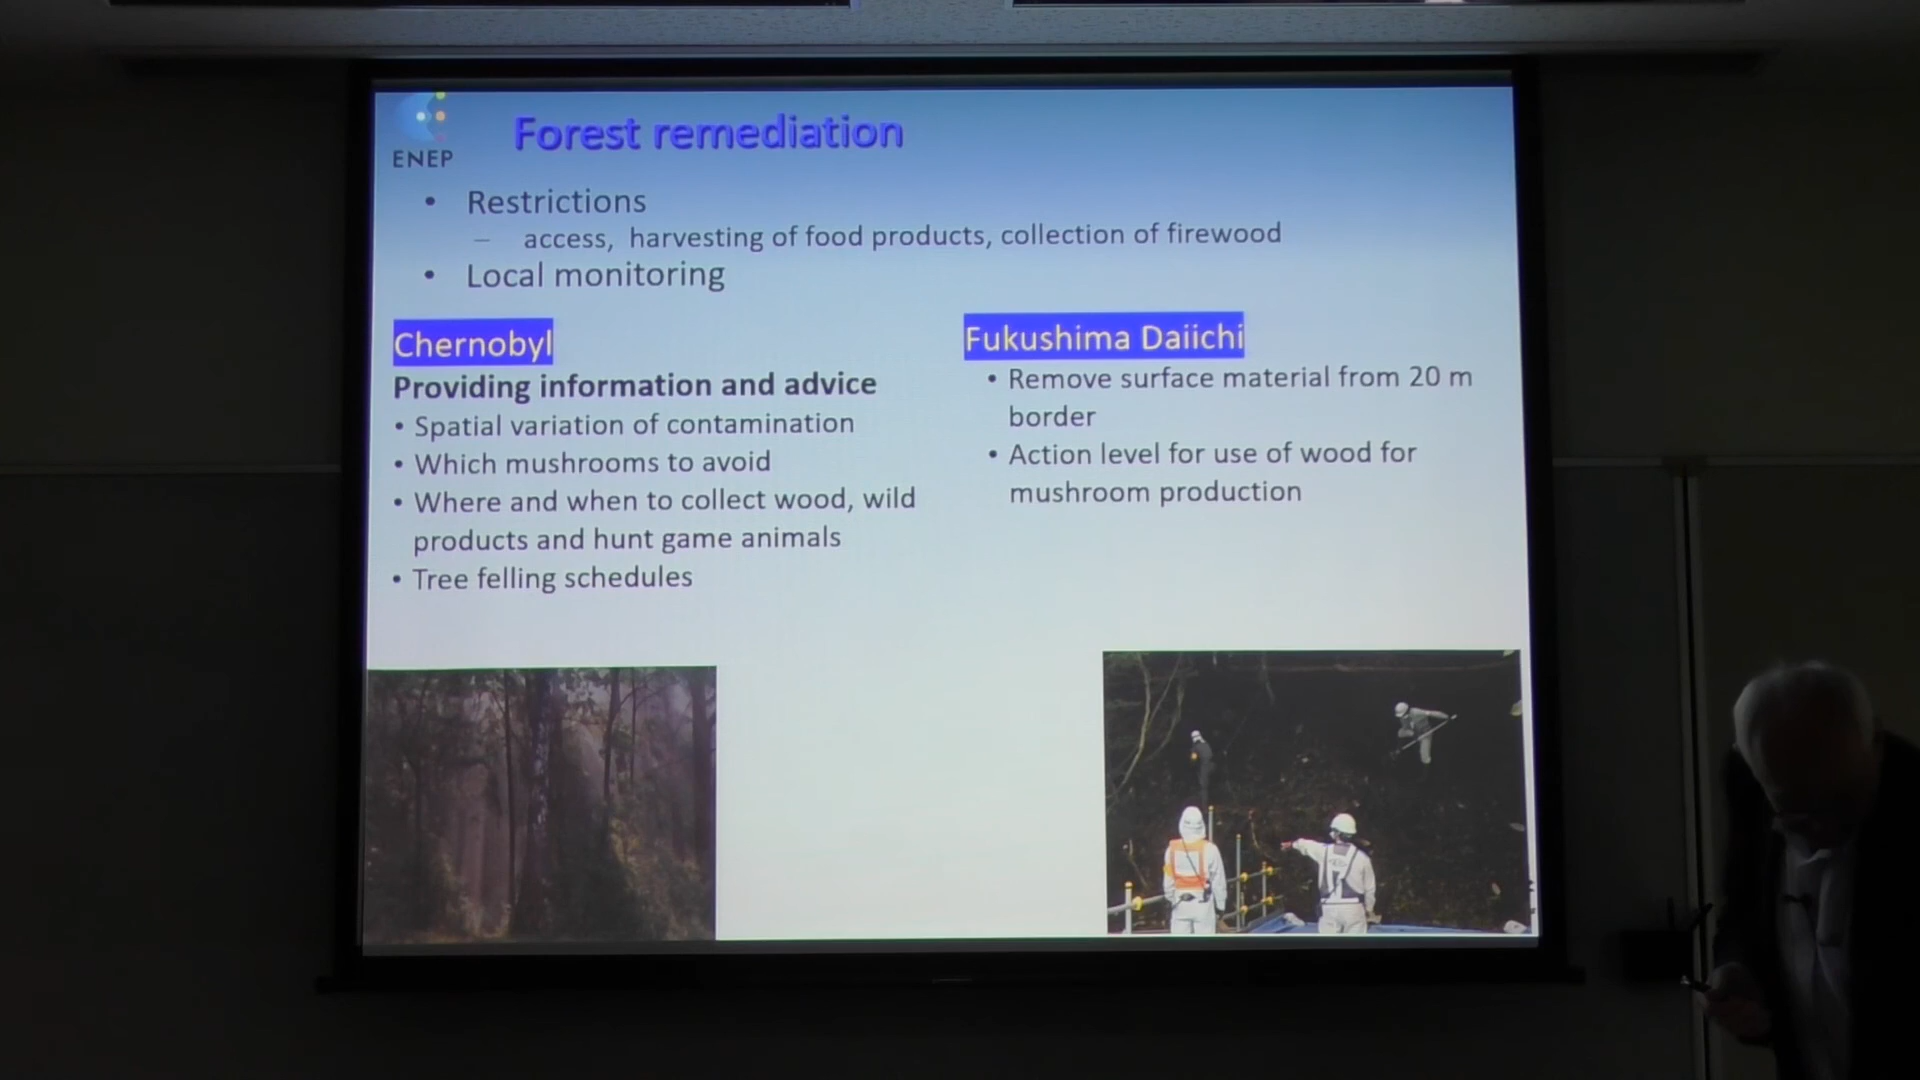 ENEP
Forest remediation
• Restrictions
– access, harvesting of food products, collection of firewood
• Local monitoring
Chernobyl
Providing information and advice
• Spatial variation of contamination
• Which mushrooms to avoid
• Where and when to collect wood, wild
products and hunt game animals
• Tree felling schedules
Fukushima Daiichi
• Remove surface material from 20 m
border
• Action level for use of wood for
mushroom production